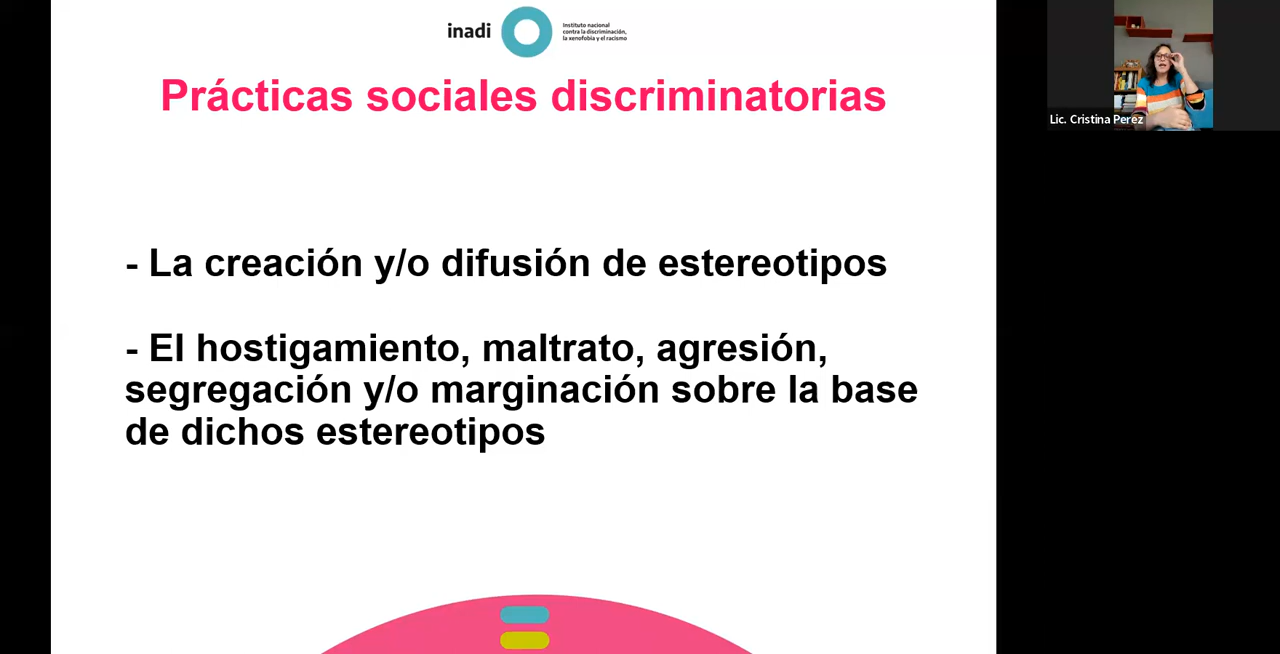 inadi
Instituto nacional
contra la discriminación,
la xenofobia y el racismo
Prácticas sociales discriminatorias
- La creación y/o difusión de estereotipos
- El hostigamiento, maltrato, agresión,
segregación y/o marginación sobre la base
de dichos estereotipos
Lic. Cristina Perez